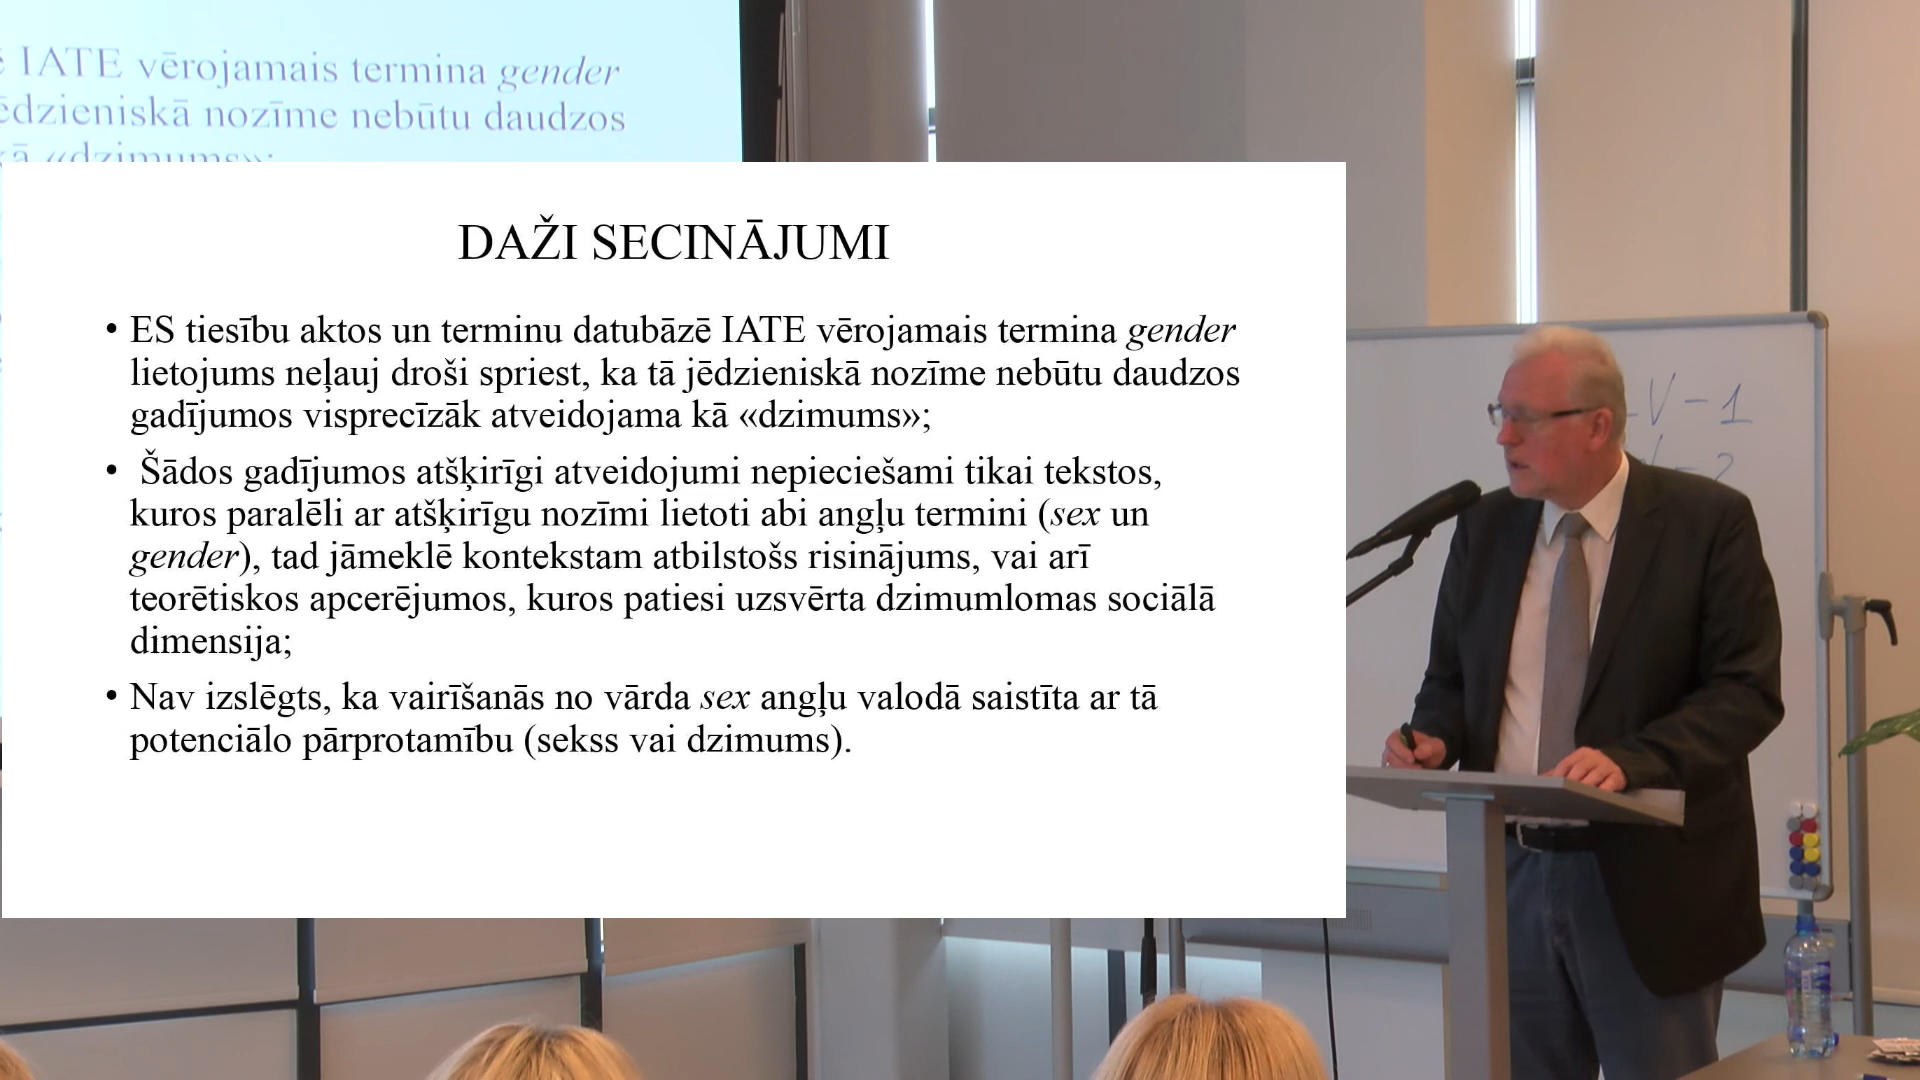 IATE vērojamais termina gender
ēdzieniskā nozīme nebūtu daudzos
kā «dzimums»;
DAŽI SECINĀJUMI
• ES tiesību aktos un terminu datubāzē IATE vērojamais termina gender
lietojums neļauj droši spriest, ka tā jēdzieniskā nozīme nebūtu daudzos
gadījumos visprecīzāk atveidojama kā «dzimums»;
• Šādos gadījumos atšķirīgi atveidojumi nepieciešami tikai tekstos,
kuros paralēli ar atšķirīgu nozīmi lietoti abi angļu termini (sex un
gender), tad jāmeklē kontekstam atbilstošs risinājums, vai arī
teorētiskos apcerējumos, kuros patiesi uzsvērta dzimumlomas sociālā
dimensija;
• Nav izslēgts, ka vairīšanās no vārda sex angļu valodā saistīta ar tā
potenciālo pārprotamību (sekss vai dzimums).
V - 1
- 2